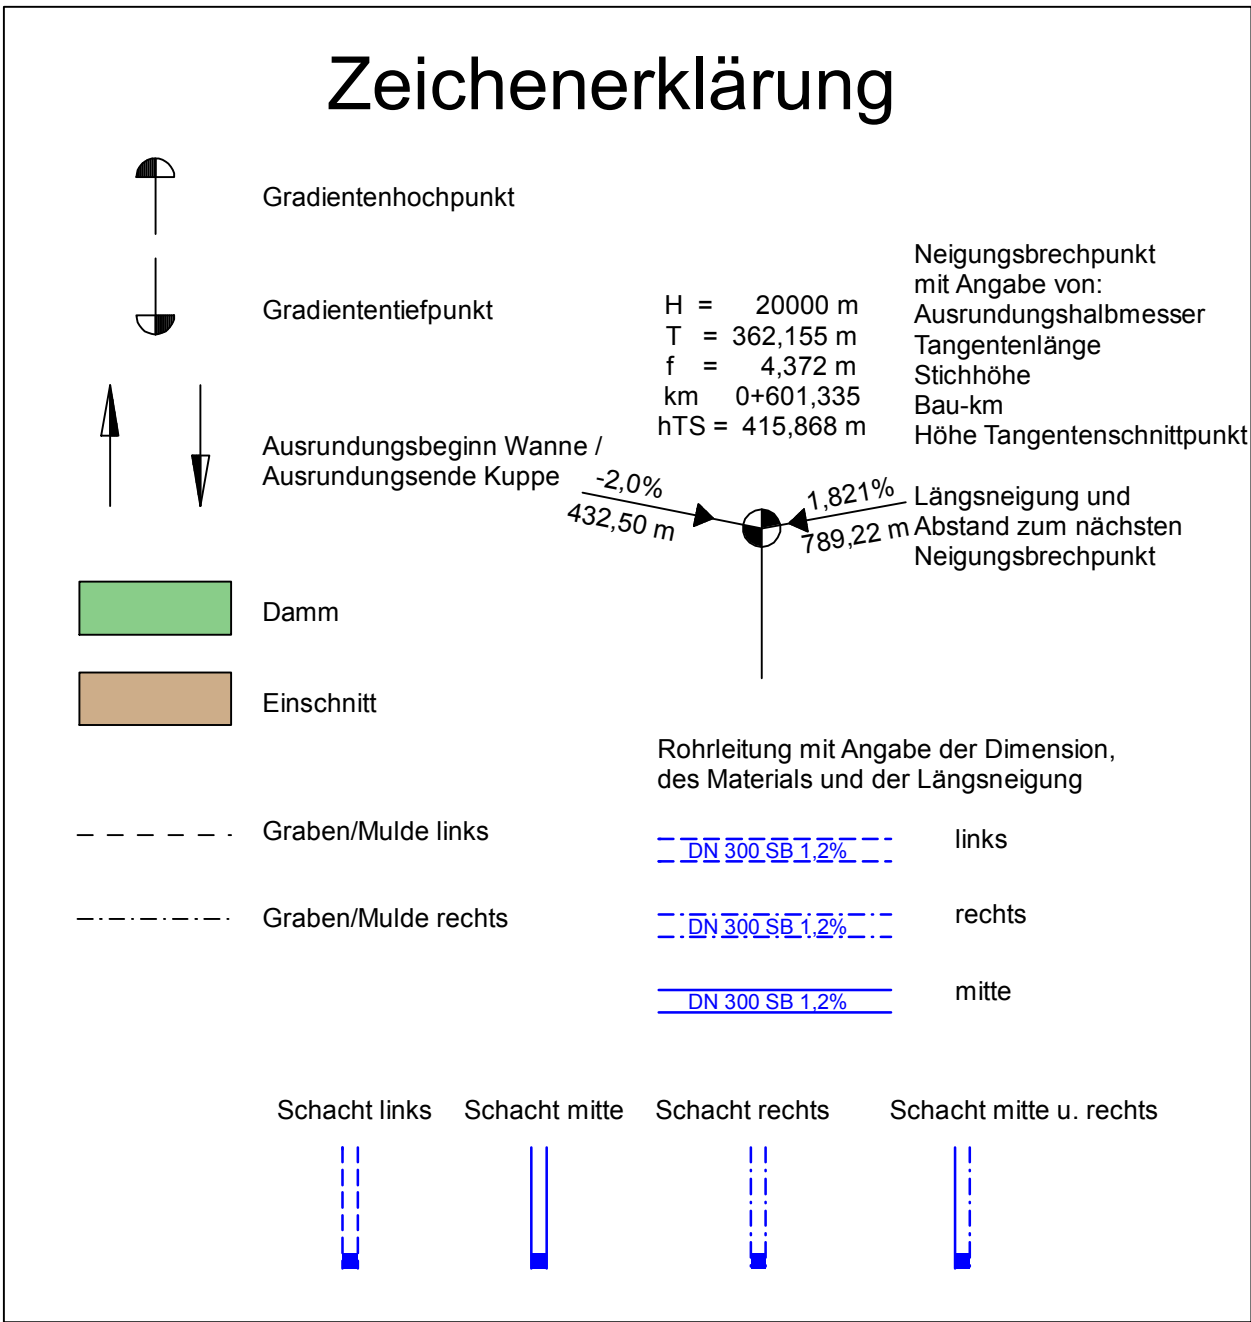 Zeichenerklärung
Gradientenhochpunkt
Gradiententiefpunkt
Ausrundungsbeginn Wanne /
Ausrundungsende Kuppe
Damm
Einschnitt
Graben/Mulde links
Graben/Mulde rechts
H = 20000 m
T = 362,155 m
f = 4,372 m
km 0+601,335
hTS = 415,868 m
Neigungsbrechpunkt
mit Angabe von:
Ausrundungshalbmesser
Tangentenlänge
Stichhöhe
Bau-km
Höhe Tangentenschnittpunkt
-2,0%
432,50 m
1,821%
789,22 m
Längsneigung und
Abstand zum nächsten
Neigungsbrechpunkt
Rohrleitung mit Angabe der Dimension,
des Materials und der Längsneigung
DN 300 SB 1,2%
links
DN 300 SB 1,2%
rechts
DN 300 SB 1,2%
mitte
Schacht links
Schacht mitte
Schacht rechts
Schacht mitte u. rechts